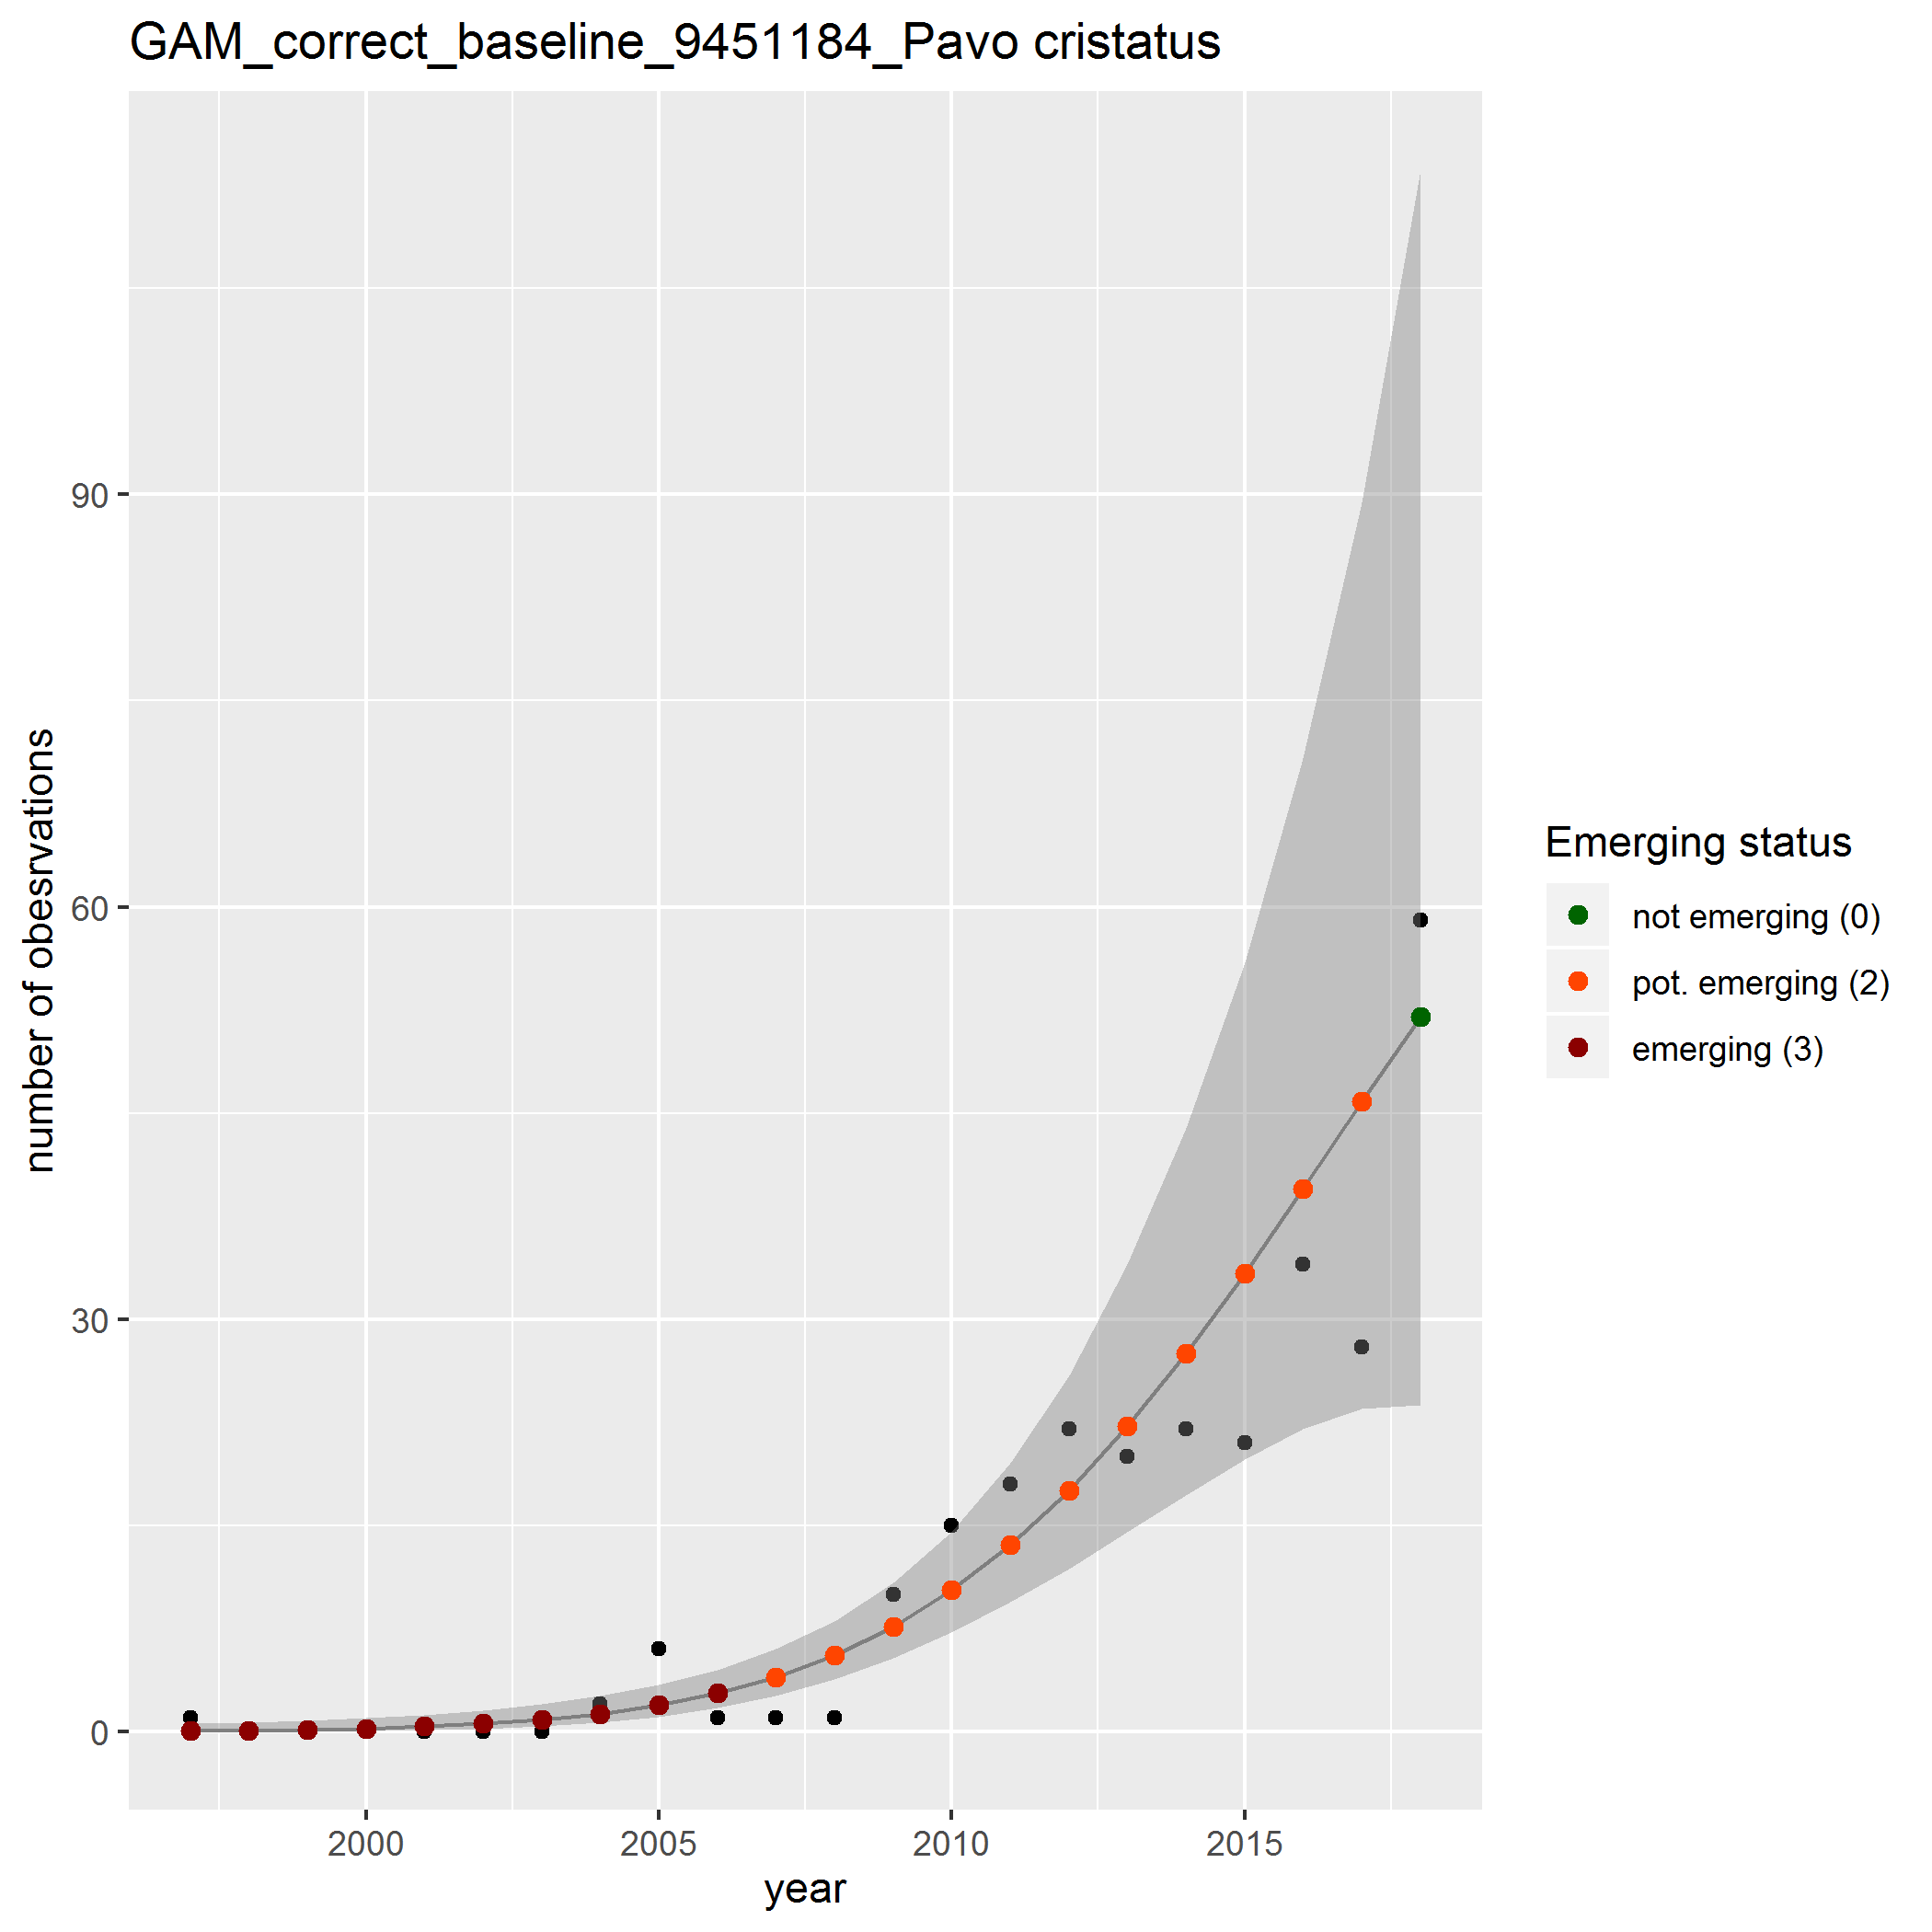 GAM_correct_baseline_9451184_Pavo cristatus
number of obesrvations
90
60
30
0
2000 2005 2010 2015
year
Emerging status
not emerging (0)
pot. emerging (2)
emerging (3)